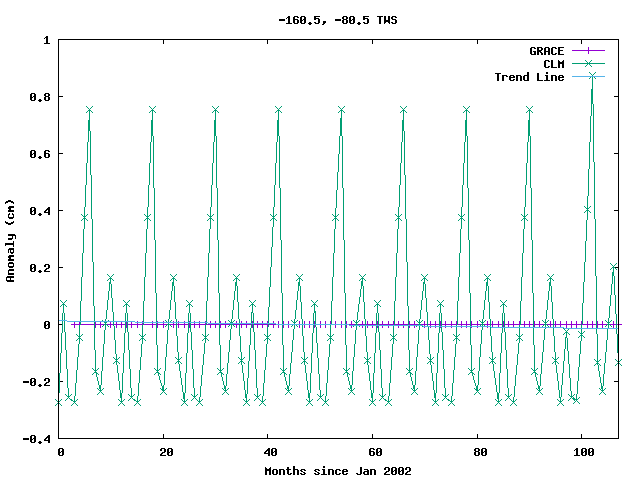 -160.5, -80.5 TWS
1
GRACE
CLM
Trend Line
0.8
0.6
0.4
Anomaly (cm)
0.2
0
-0.2
-0.4
0 20 40 60 80 100
Months since Jan 2002